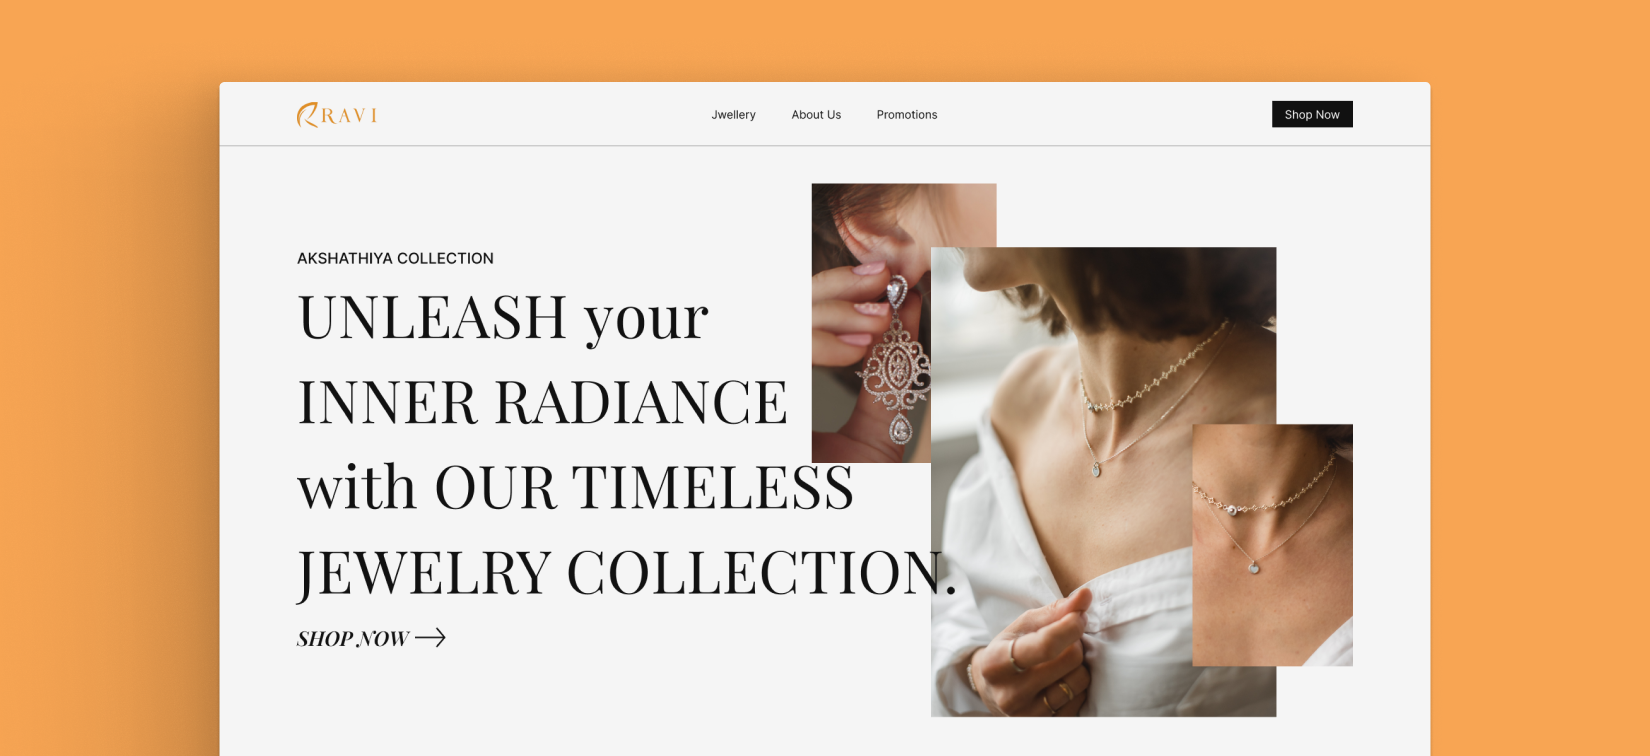 RAVI
Jwellery
About Us
Promotions
Shop Now
AKSHATHIYA COLLECTION
UNLEASH your
INNER RADIANCE
with OUR TIMELESS
JEWELRY COLLECTION.
SHOP NOW